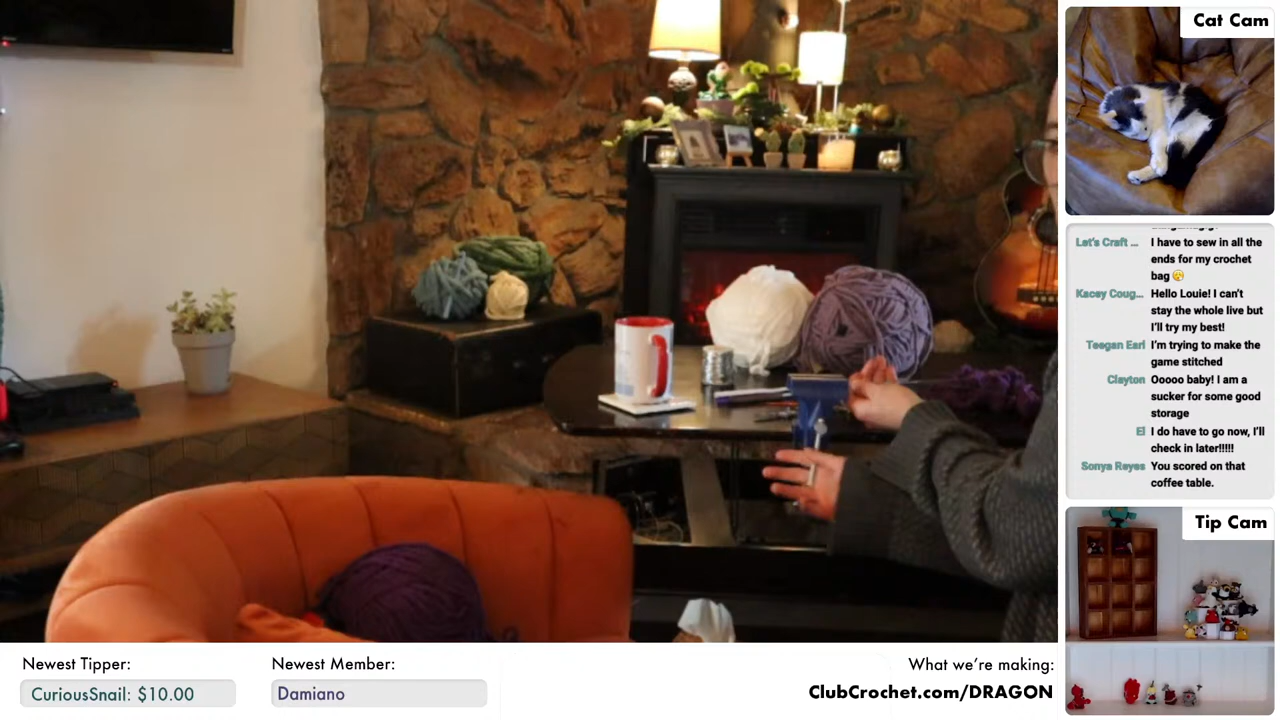 Cat Cam
Let's Craft ... I have to sew in all the
ends for my crochet
bag 😥
Kacey Coug... Hello Louie! I can't
stay the whole live but
I'll try my best!
Teegan Earl I'm trying to make the
game stitched
Clayton Ooooo baby! I am a
sucker for some good
storage
El I do have to go now, I'll
check in later!!!!!
Sonya Reyes You scored on that
coffee table.
Tip Cam
Newest Tipper:
CuriousSnail: $10.00
Newest Member:
Damiano
What we're making:
ClubCrochet.com/DRAGON